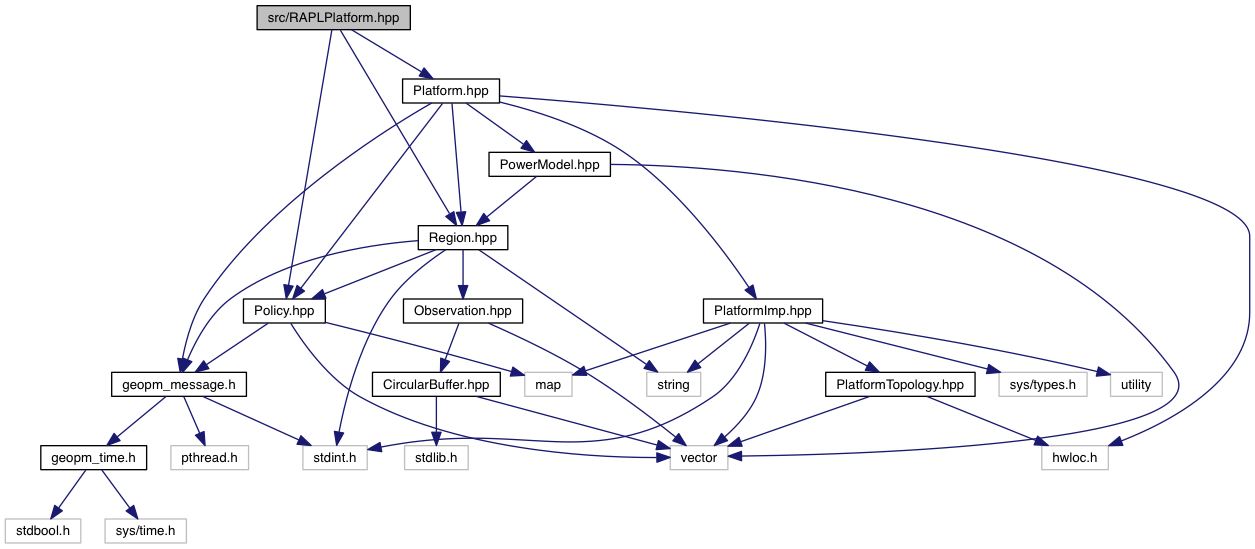 src/RAPLPlatform.hpp
Platform.hpp
PowerModel.hpp
Region.hpp
Policy.hpp
Observation.hpp
PlatformImp.hpp
geopm_message.h
CircularBuffer.hpp
map
string
PlatformTopology.hpp
sys/types.h
utility
geopm_time.h
pthread.h
stdint.h
stdlib.h
vector
hwloc.h
stdbool.h
sys/time.h